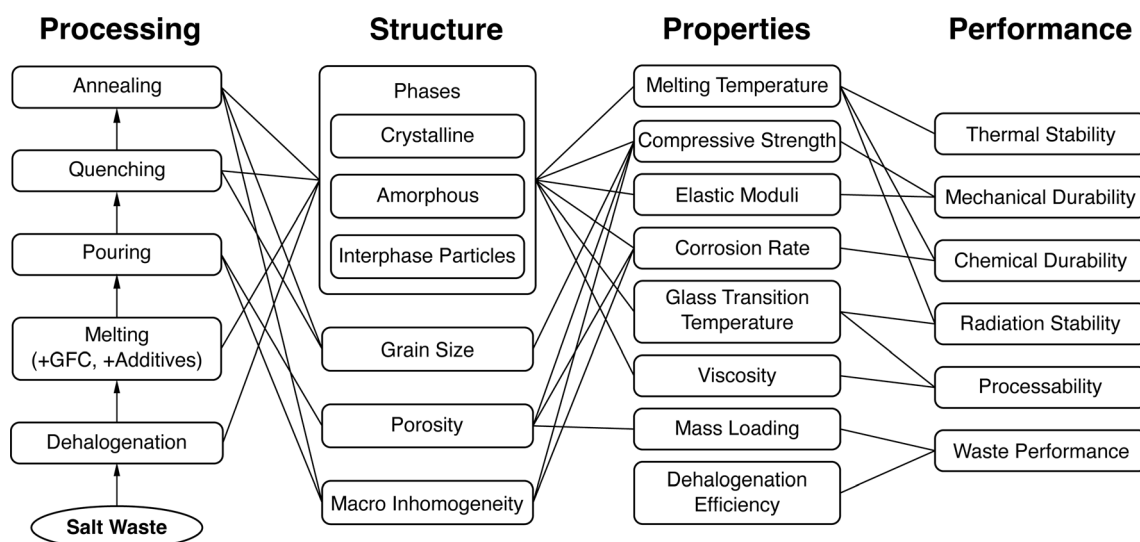 Processing
Structure
Properties
Performance
Annealing
Quenching
Pouring
Melting
(+GFC, +Additives)
Dehalogenation
Salt Waste
Phases
Crystalline
Amorphous
Interphase Particles
Grain Size
Porosity
Macro Inhomogeneity
Melting Temperature
Compressive Strength
Elastic Moduli
Corrosion Rate
Glass Transition
Temperature
Viscosity
Mass Loading
Dehalogenation
Efficiency
Thermal Stability
Mechanical Durability
Chemical Durability
Radiation Stability
Processability
Waste Performance